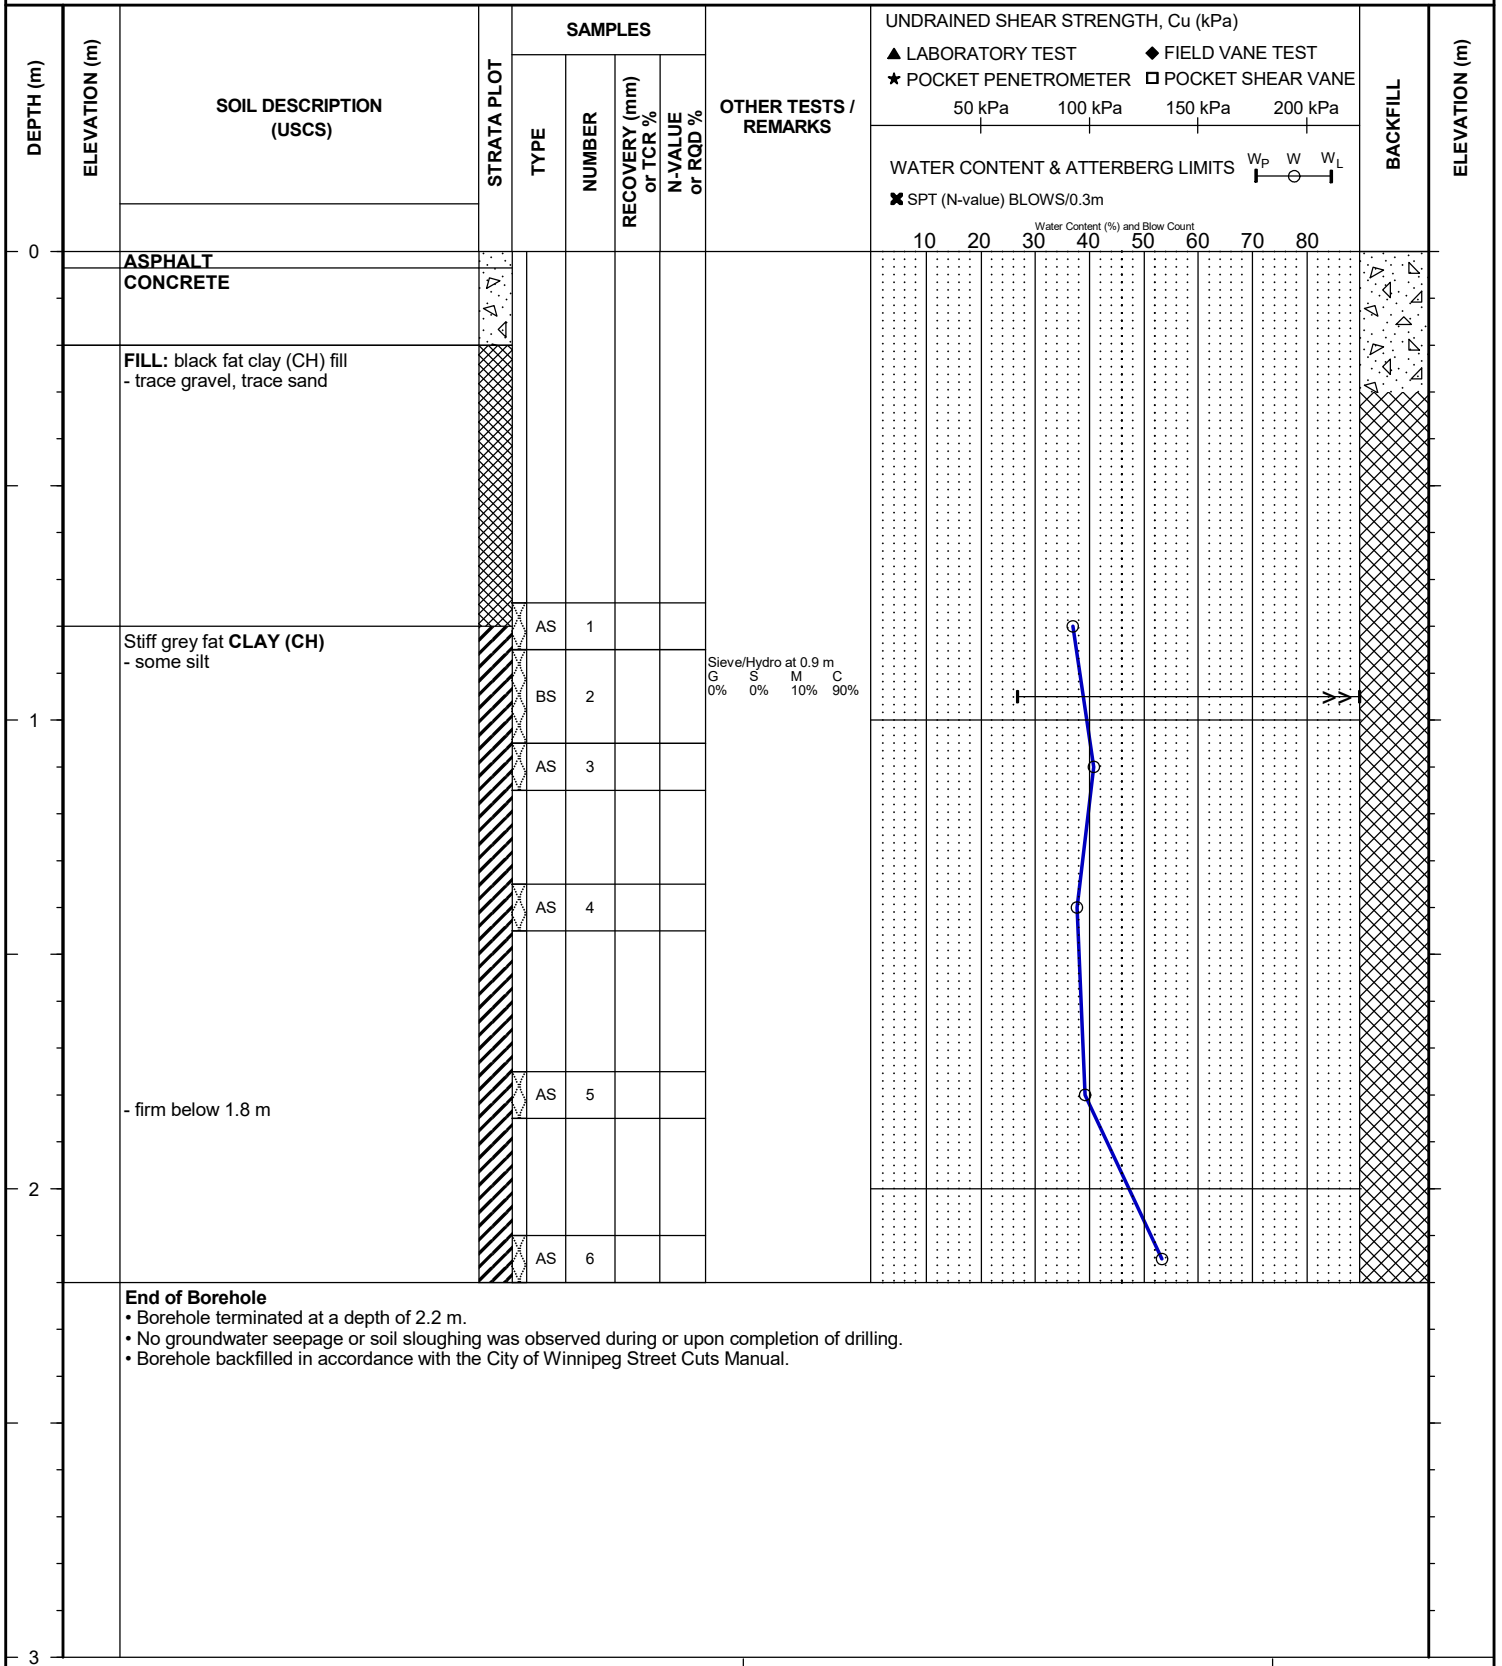 DEPTH (m)
ELEVATION (m)
SOIL DESCRIPTION
(USCS)
STRATA PLOT
SAMPLES
TYPE
NUMBER
RECOVERY (mm)
or TCR %
N-VALUE
or RQD %
OTHER TESTS /
REMARKS
UNDRAINED SHEAR STRENGTH, Cu (kPa)
▲ LABORATORY TEST ◆ FIELD VANE TEST
★ POCKET PENETROMETER □ POCKET SHEAR VANE
50 kPa 100 kPa 150 kPa 200 kPa
WATER CONTENT & ATTERBERG LIMITS WP W WL
✖ SPT (N-value) BLOWS/0.3m
Water Content (%) and Blow Count
10 20 30 40 50 60 70 80
BACKFILL
ELEVATION (m)
0
ASPHALT
CONCRETE
FILL: black fat clay (CH) fill
- trace gravel, trace sand
AS 1
Stiff grey fat CLAY (CH)
- some silt
Sieve/Hydro at 0.9 m
G S M C
0% 0% 10% 90%
BS 2
1
AS 3
AS 4
AS 5
- firm below 1.8 m
2
AS 6
End of Borehole
• Borehole terminated at a depth of 2.2 m.
• No groundwater seepage or soil sloughing was observed during or upon completion of drilling.
• Borehole backfilled in accordance with the City of Winnipeg Street Cuts Manual.
3